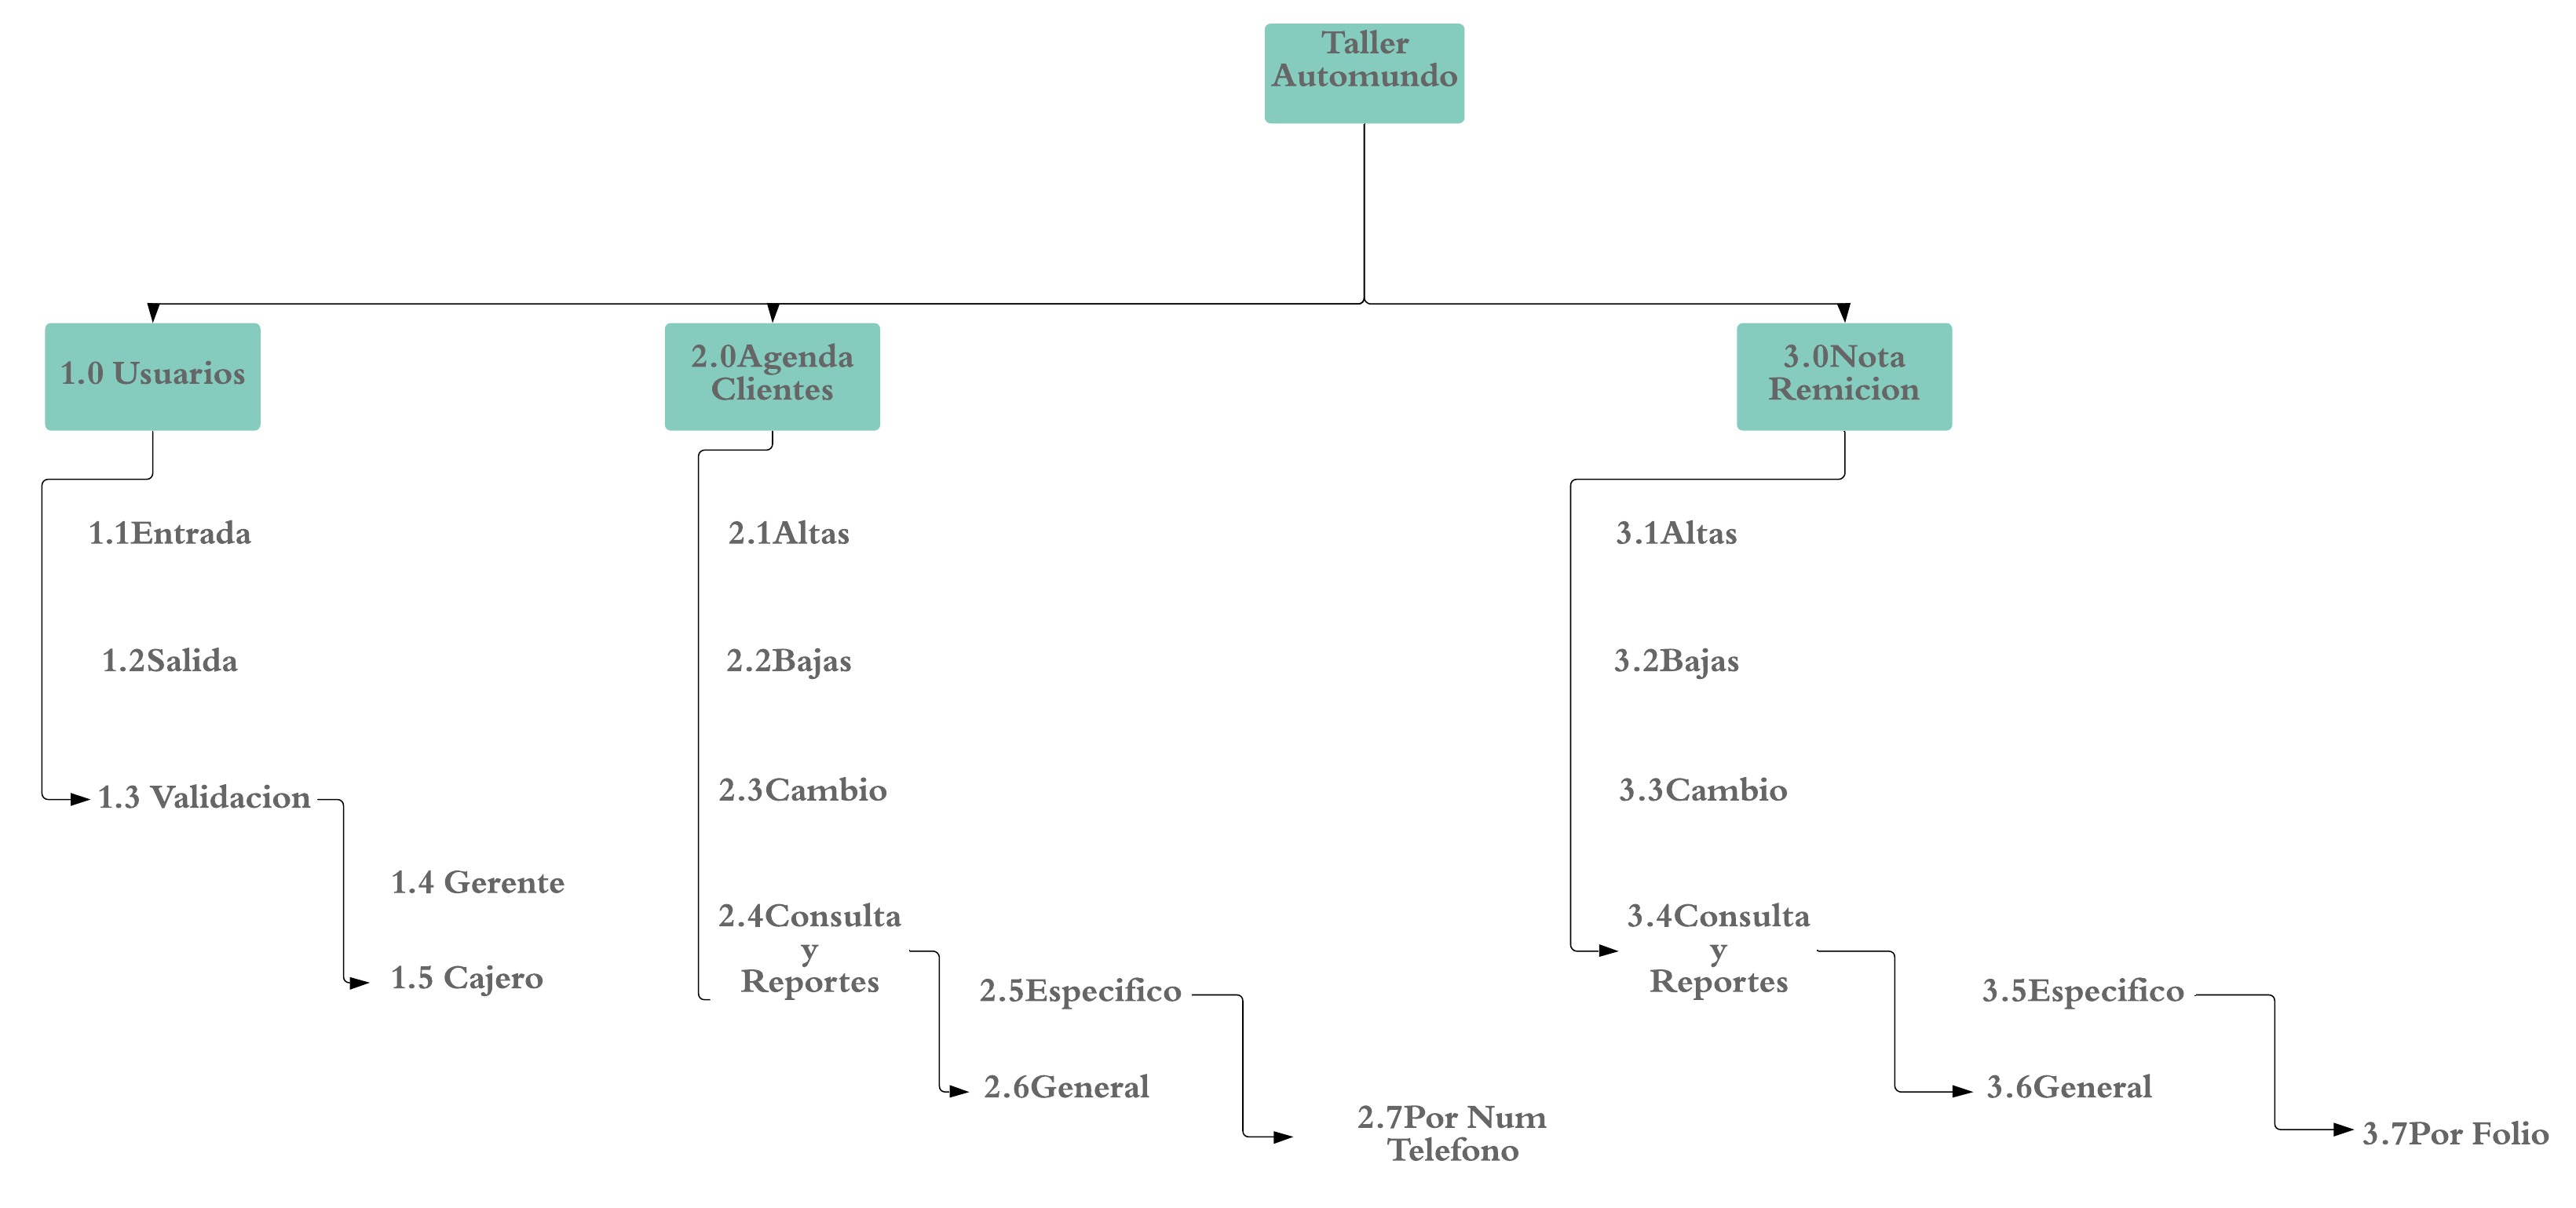 Taller
Automundo
1.0 Usuarios
2.0Agenda
Clientes
3.0Nota
Remicion
1.1Entrada
1.2Salida
1.3 Validacion
1.4 Gerente
1.5 Cajero
2.1Altas
2.2Bajas
2.3Cambio
2.4Consulta
y
Reportes
2.5Especifico
2.6General
2.7Por Num
Telefono
3.1Altas
3.2Bajas
3.3Cambio
3.4Consulta
y
Reportes
3.5Especifico
3.6General
3.7Por Folio